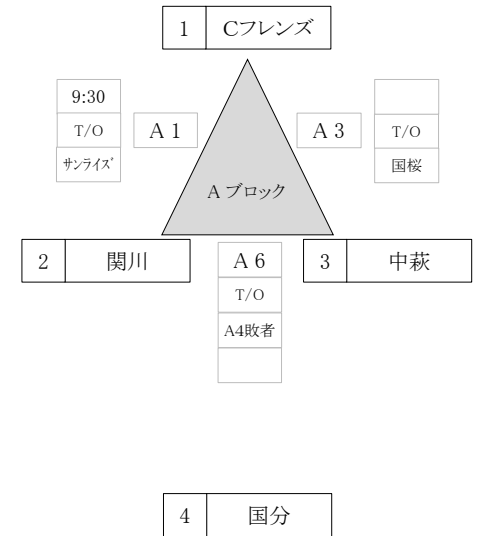 1 Cフレンズ
9:30
T/O
サンライズ
A 1
A 3
T/O
国桜
A ブロック
2 関川
A 6
3 中萩
T/O
A4敗者
4 国分